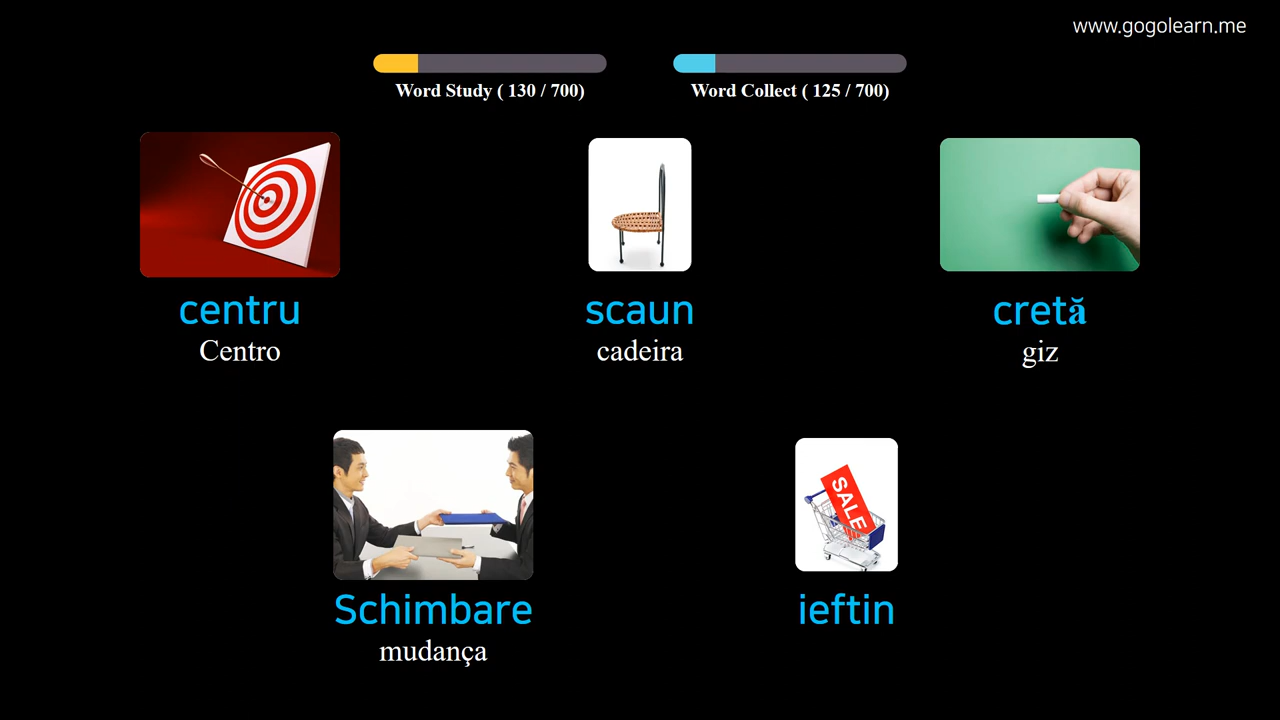 www.gogolearn.me
Word Study ( 130 / 700)
Word Collect ( 125 / 700)
centru
Centro
scaun
cadeira
cretă
giz
Schimbare
mudança
SALE
ieftin